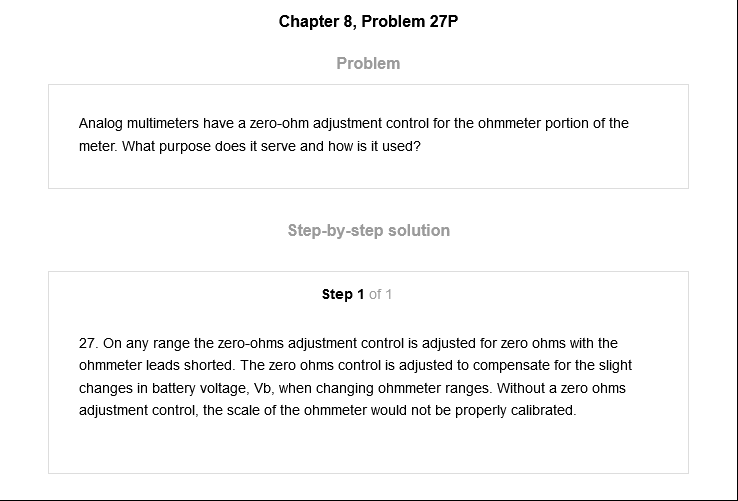 Chapter 8, Problem 27P
Problem
Analog multimeters have a zero-ohm adjustment control for the ohmmeter portion of the
meter. What purpose does it serve and how is it used?
Step-by-step solution
Step 1 of 1
27. On any range the zero-ohms adjustment control is adjusted for zero ohms with the
ohmmeter leads shorted. The zero ohms control is adjusted to compensate for the slight
changes in battery voltage, Vb, when changing ohmmeter ranges. Without a zero ohms
adjustment control, the scale of the ohmmeter would not be properly calibrated.